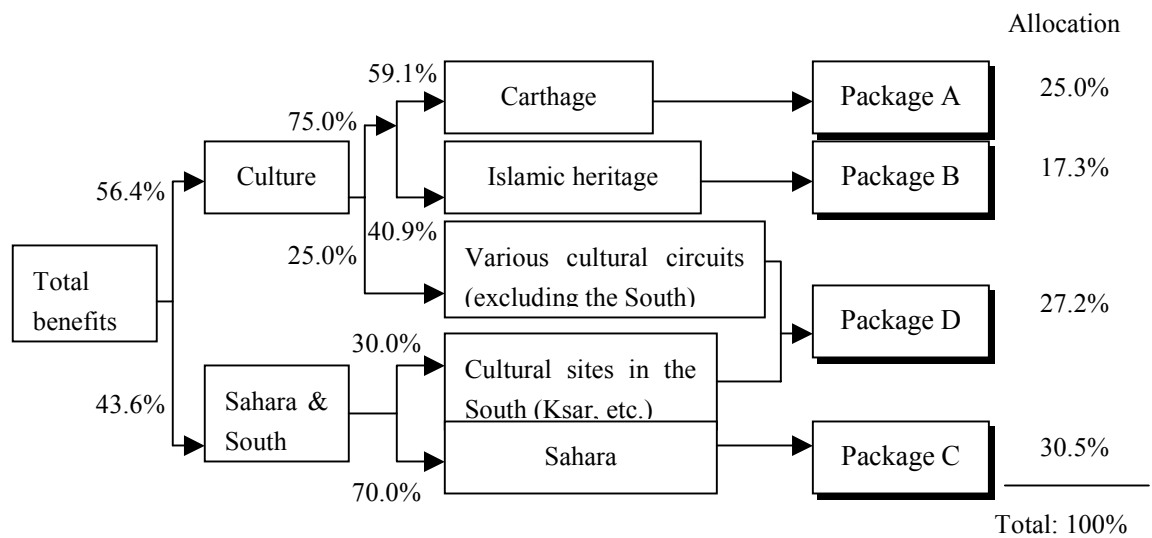 Allocation
59.1%
Carthage
Package A
25.0%
75.0%
Culture
Islamic heritage
Package B
17.3%
56.4%
40.9%
25.0%
Various cultural circuits
(excluding the South)
Total
benefits
Package D
27.2%
30.0%
Cultural sites in the
South (Ksar, etc.)
43.6%
Sahara &
South
Sahara
Package C
30.5%
70.0%
Total: 100%